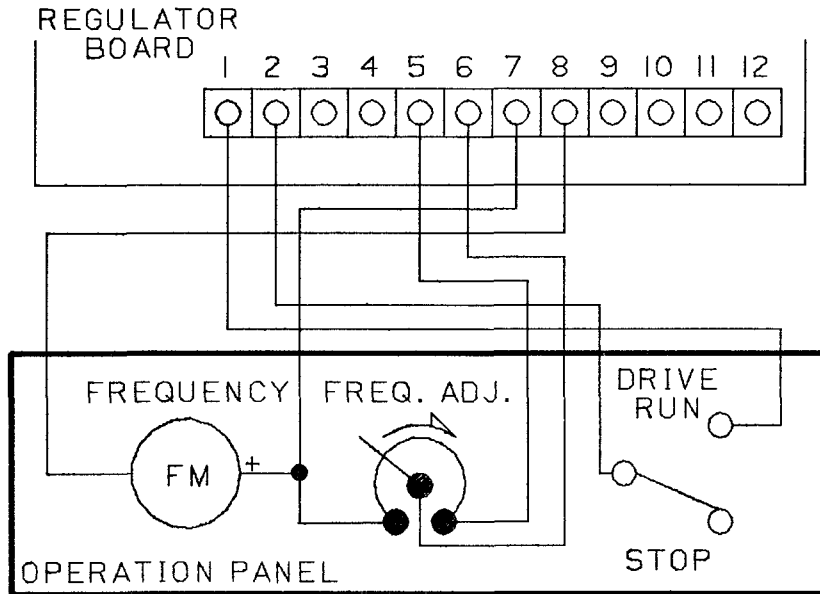 REGULATOR
BOARD
1 2 3 4 5 6 7 8 9 10 11 12
FREQUENCY FREQ. ADJ. DRIVE
RUN
FM +
STOP
OPERATION PANEL